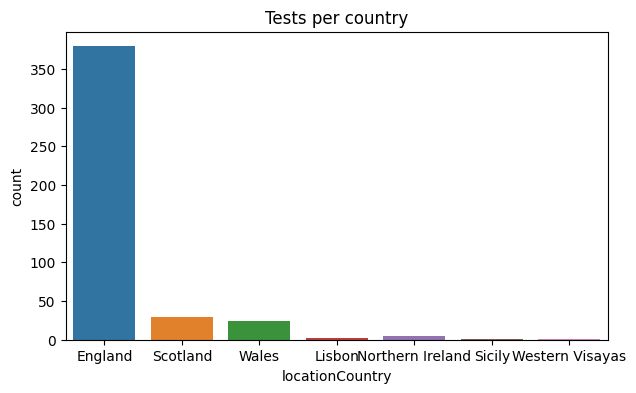 Tests per country
count
350
300
250
200
150
100
50
0
England Scotland Wales Lisbon Northern Ireland Sicily Western Visayas
locationCountry